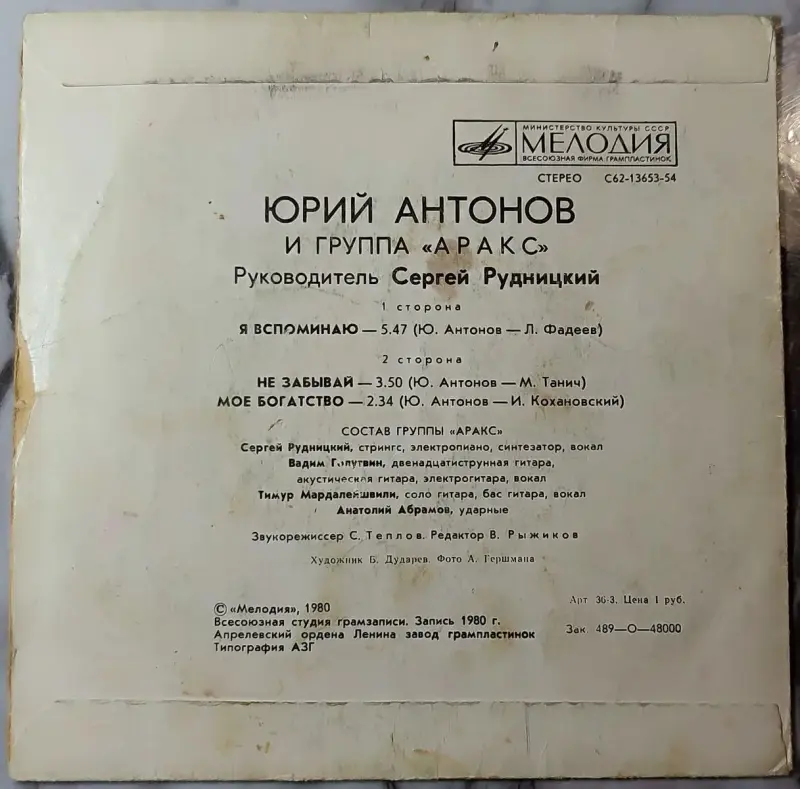 МИНИСТЕРСТВО КУЛЬТУРЫ СССР
МЕЛОДИЯ
ВСЕСОЮЗНАЯ ФИРМА ГРАМПЛАСТИНОК
СТЕРЕО С62-13653-54
ЮРИЙ АНТОНОВ
И ГРУППА «АРАКС»
Руководитель Сергей Рудницкий
1 сторона
Я ВСПОМИНАЮ — 5.47 (Ю. Антонов — Л. Фадеев)
2 сторона
НЕ ЗАБЫВАЙ — 3.50 (Ю. Антонов — М. Танич)
МОЕ БОГАТСТВО — 2.34 (Ю. Антонов — И. Кохановский)
СОСТАВ ГРУППЫ «АРАКС»
Сергей Рудницкий, стрингс, электропиано, синтезатор, вокал
Вадим Голутвин, двенадцатиструнная гитара,
акустическая гитара, электрогитара, вокал
Тимур Мардалейшвили, соло гитара, бас гитара, вокал
Анатолий Абрамов, ударные
Звукорежиссер С. Теплов. Редактор В. Рыжиков
Художник Б. Дударев. Фото А. Гершмана
© «Мелодия», 1980
Всесоюзная студия грамзаписи. Запись 1980 г.
Апрелевский ордена Ленина завод грампластинок
Типография АЗГ
Арт 36-3. Цена 1 руб.
Зак. 489—О—48000